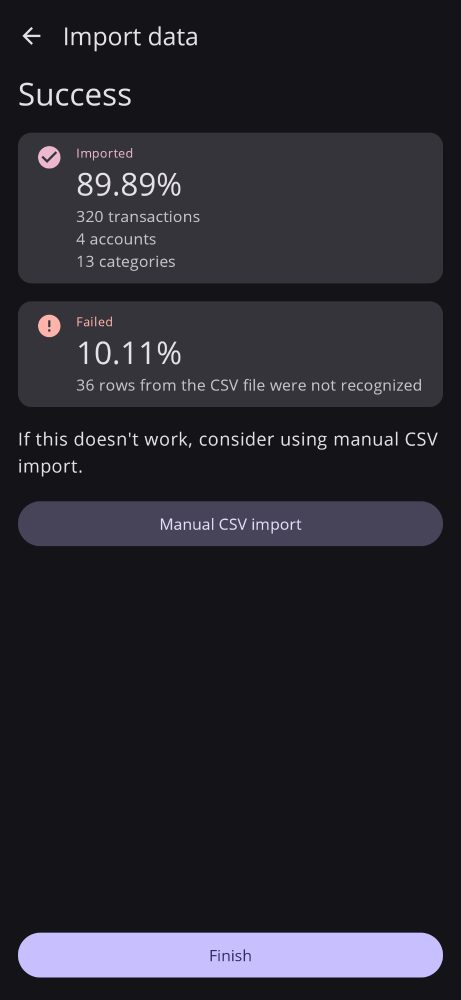 Import data
Success
Imported
89.89%
320 transactions
4 accounts
13 categories
Failed
10.11%
36 rows from the CSV file were not recognized
If this doesn't work, consider using manual CSV
import.
Manual CSV import
Finish